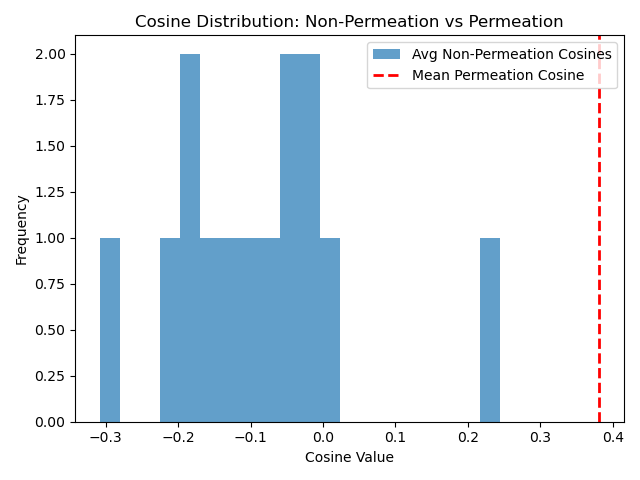 Cosine Distribution: Non-Permeation vs Permeation
Avg Non-Permeation Cosines
Mean Permeation Cosine
2.00
1.75
1.50
1.25
1.00
0.75
0.50
0.25
0.00
Frequency
−0.3 −0.2 −0.1 0.0 0.1 0.2 0.3 0.4
Cosine Value